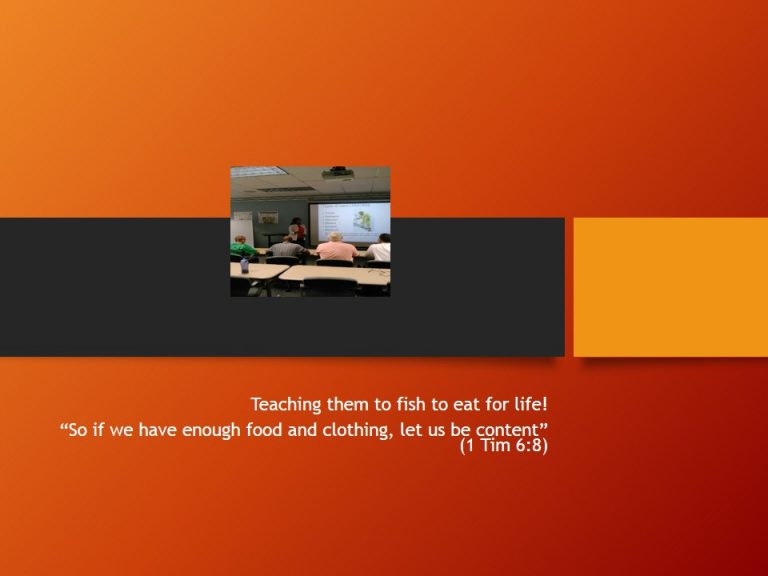 Teaching them to fish to eat for life!
“So if we have enough food and clothing, let us be content”
(1 Tim 6:8)